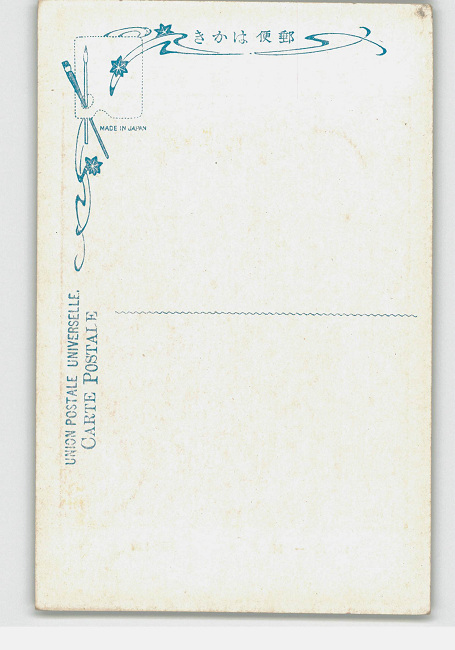 きかは便郵
MADE IN JAPAN
UNION POSTALE UNIVERSELLE.
CARTE POSTALE